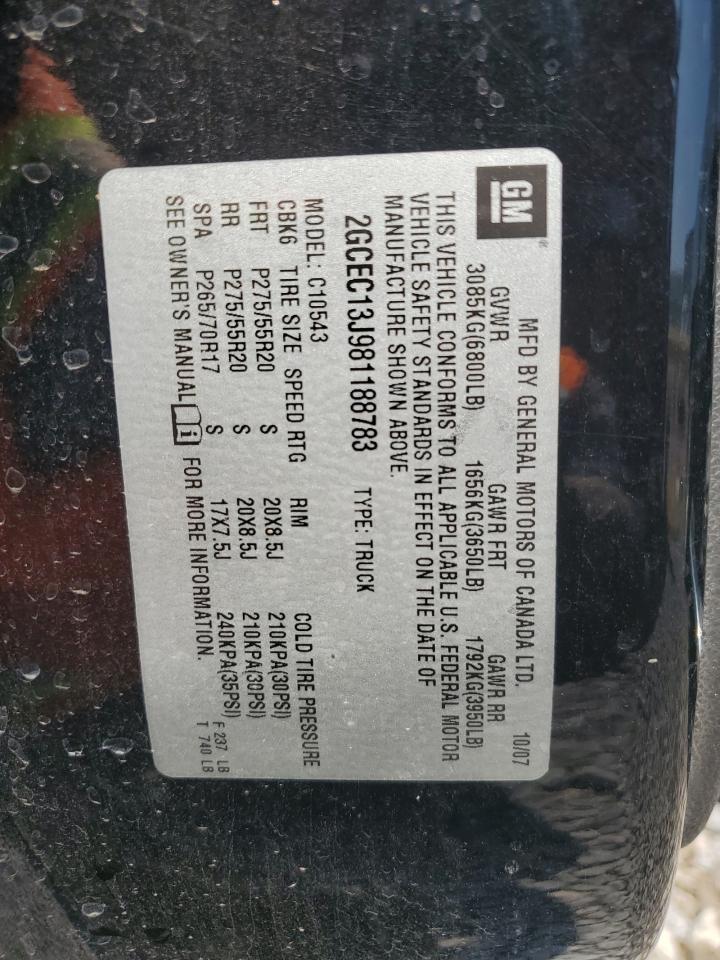 GM
MFD BY GENERAL MOTORS OF CANADA LTD. 10/07
GVWR GAWR FRT GAWR RR
3085KG(6800LB) 1656KG(3650LB) 1792KG(3950LB)
THIS VEHICLE CONFORMS TO ALL APPLICABLE U.S. FEDERAL MOTOR
VEHICLE SAFETY STANDARDS IN EFFECT ON THE DATE OF
MANUFACTURE SHOWN ABOVE.
2GCEC13J981188783 TYPE: TRUCK
MODEL: C10543
CBKG TIRE SIZE SPEED RTG RIM COLD TIRE PRESSURE
FRT P275/55R20 S 20X8.5J 210KPA(30PSI)
RR P275/55R20 S 20X8.5J 210KPA(30PSI)
SPA P265/70R17 S 17X7.5J 240KPA(35PSI)
SEE OWNER'S MANUAL i FOR MORE INFORMATION.
F 237 LB
T 740 LB